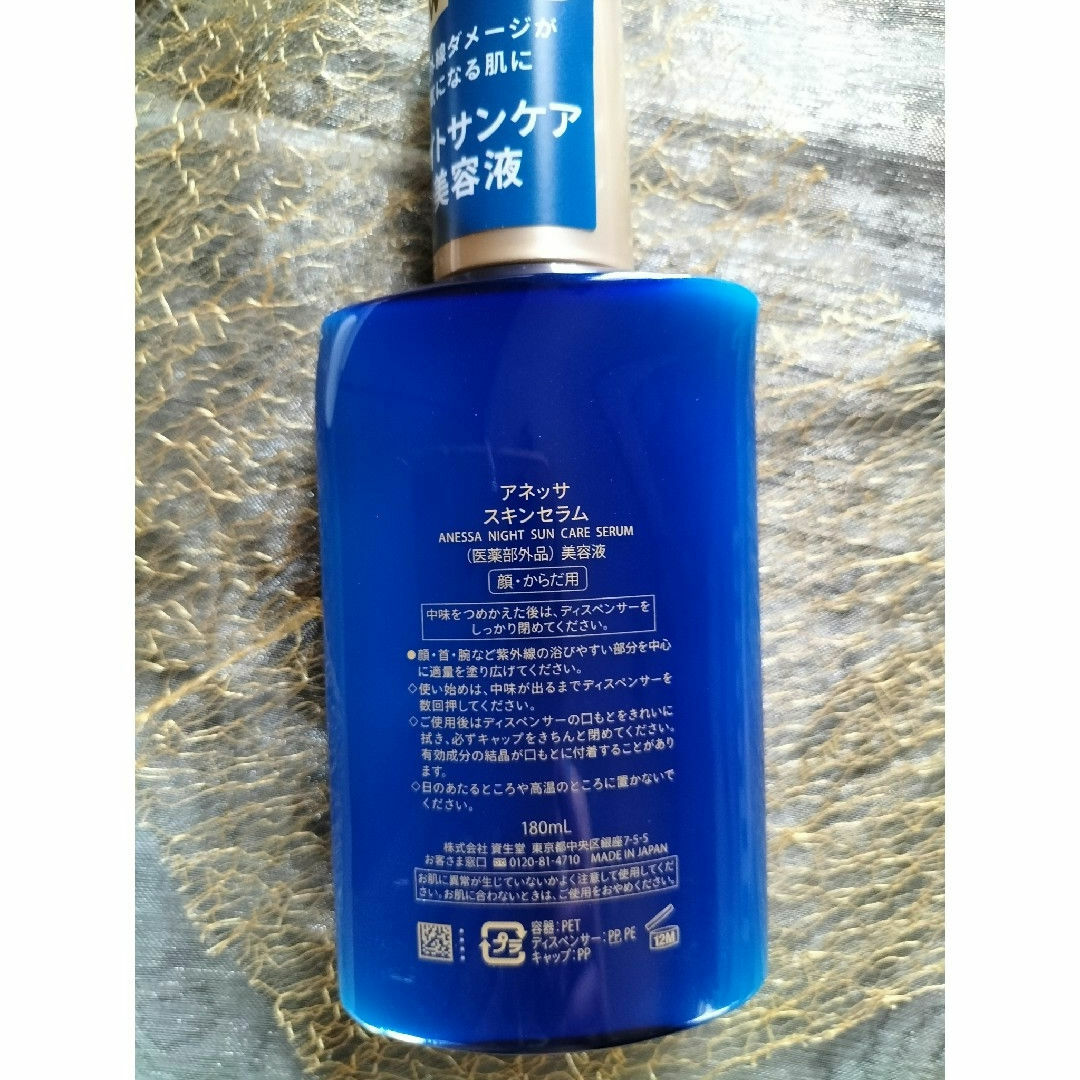 線ダメージが
になる肌に
イトサンケア
美容液
アネッサ
スキンセラム
ANESSA NIGHT SUN CARE SERUM
（医薬部外品）美容液
顔・からだ用
中味をつめかえた後は、ディスペンサーを
しっかり閉めてください。
●顔・首・腕など紫外線の浴びやすい部分を中心
に適量を塗り広げてください。
◇使い始めは、中味が出るまでディスペンサーを
数回押してください。
◇ご使用後はディスペンサーの口もとをきれいに
拭き、必ずキャップをきちんと閉めてください。
有効成分の結晶が口もとに付着することがあり
ます。
◇日のあたるところや高温のところに置かないで
ください。
180mL
株式会社 資生堂 東京都中央区銀座7-5-5
お客さま窓口 0120-81-4710 MADE IN JAPAN
お肌に異常が生じていないかよく注意して使用してくだ
さい。お肌に合わないときは、ご使用をおやめください。
プラ
容器：PET
ディスペンサー：PP, PE
キャップ：PP
12M